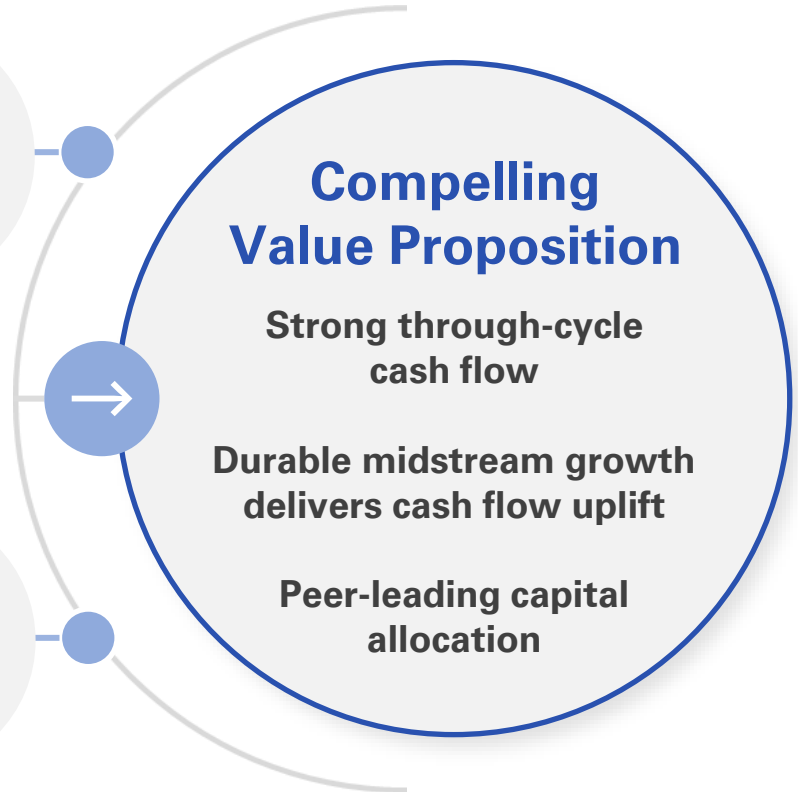 Compelling
Value Proposition
Strong through-cycle
cash flow
Durable midstream growth
delivers cash flow uplift
Peer-leading capital
allocation